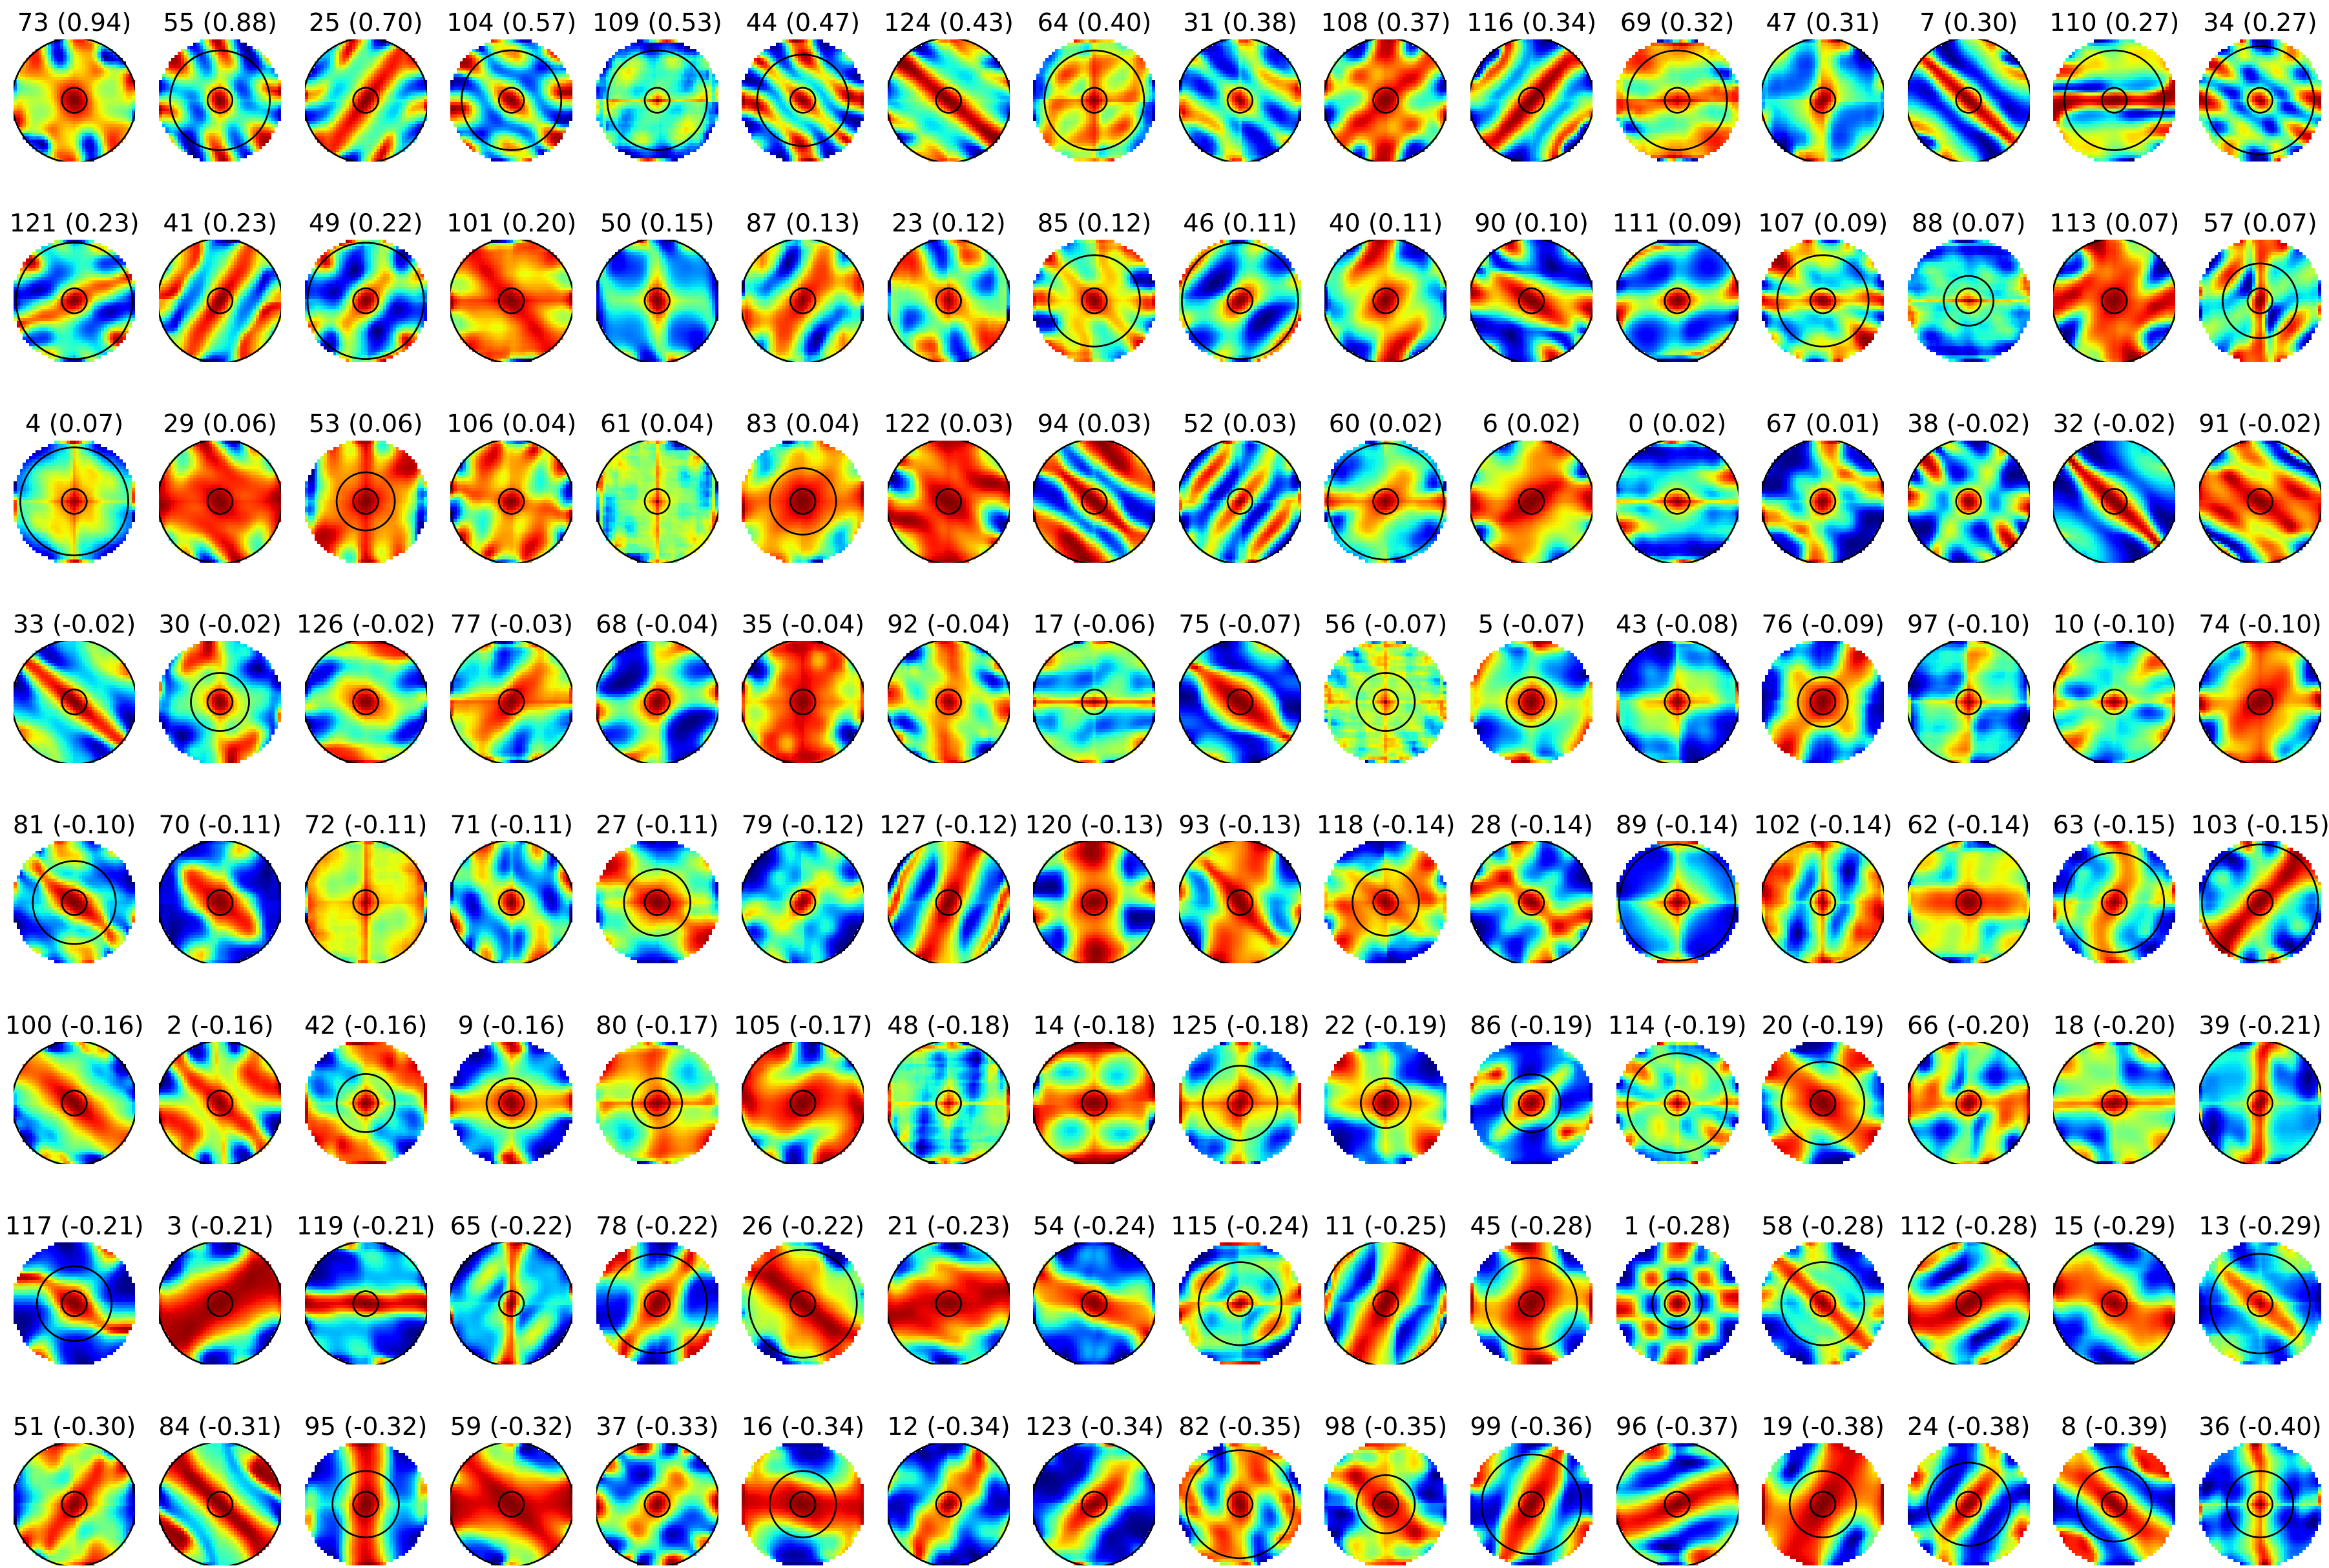 73 (0.94) 55 (0.88) 25 (0.70) 104 (0.57) 109 (0.53) 44 (0.47) 124 (0.43) 64 (0.40) 31 (0.38) 108 (0.37) 116 (0.34) 69 (0.32) 47 (0.31) 7 (0.30) 110 (0.27) 34 (0.27)
121 (0.23) 41 (0.23) 49 (0.22) 101 (0.20) 50 (0.15) 87 (0.13) 23 (0.12) 85 (0.12) 46 (0.11) 40 (0.11) 90 (0.10) 111 (0.09) 107 (0.09) 88 (0.07) 113 (0.07) 57 (0.07)
4 (0.07) 29 (0.06) 53 (0.06) 106 (0.04) 61 (0.04) 83 (0.04) 122 (0.03) 94 (0.03) 52 (0.03) 60 (0.02) 6 (0.02) 0 (0.02) 67 (0.01) 38 (-0.02) 32 (-0.02) 91 (-0.02)
33 (-0.02) 30 (-0.02) 126 (-0.02) 77 (-0.03) 68 (-0.04) 35 (-0.04) 92 (-0.04) 17 (-0.06) 75 (-0.07) 56 (-0.07) 5 (-0.07) 43 (-0.08) 76 (-0.09) 97 (-0.10) 10 (-0.10) 74 (-0.10)
81 (-0.10) 70 (-0.11) 72 (-0.11) 71 (-0.11) 27 (-0.11) 79 (-0.12) 127 (-0.12) 120 (-0.13) 93 (-0.13) 118 (-0.14) 28 (-0.14) 89 (-0.14) 102 (-0.14) 62 (-0.14) 63 (-0.15) 103 (-0.15)
100 (-0.16) 2 (-0.16) 42 (-0.16) 9 (-0.16) 80 (-0.17) 105 (-0.17) 48 (-0.18) 14 (-0.18) 125 (-0.18) 22 (-0.19) 86 (-0.19) 114 (-0.19) 20 (-0.19) 66 (-0.20) 18 (-0.20) 39 (-0.21)
117 (-0.21) 3 (-0.21) 119 (-0.21) 65 (-0.22) 78 (-0.22) 26 (-0.22) 21 (-0.23) 54 (-0.24) 115 (-0.24) 11 (-0.25) 45 (-0.28) 1 (-0.28) 58 (-0.28) 112 (-0.28) 15 (-0.29) 13 (-0.29)
51 (-0.30) 84 (-0.31) 95 (-0.32) 59 (-0.32) 37 (-0.33) 16 (-0.34) 12 (-0.34) 123 (-0.34) 82 (-0.35) 98 (-0.35) 99 (-0.36) 96 (-0.37) 19 (-0.38) 24 (-0.38) 8 (-0.39) 36 (-0.40)